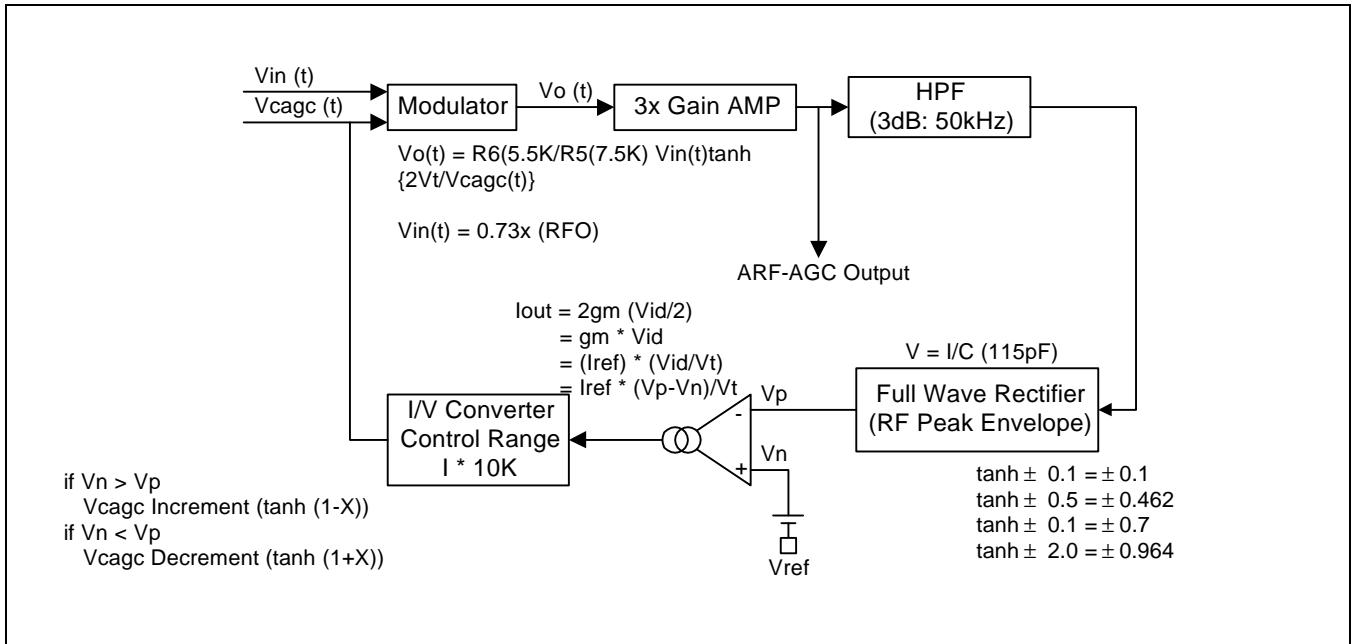 Vin (t)
Vcagc (t)
Modulator
Vo (t)
3x Gain AMP
HPF
(3dB: 50kHz)
Vo(t) = R6(5.5K/R5(7.5K) Vin(t)tanh
{2Vt/Vcagc(t)}
Vin(t) = 0.73x (RFO)
ARF-AGC Output
Iout = 2gm (Vid/2)
= gm * Vid
= (Iref) * (Vid/Vt)
= Iref * (Vp-Vn)/Vt
V = I/C (115pF)
Full Wave Rectifier
(RF Peak Envelope)
Vp
-
Vn
+
Vref
I/V Converter
Control Range
I * 10K
if Vn > Vp
Vcagc Increment (tanh (1-X))
if Vn < Vp
Vcagc Decrement (tanh (1+X))
tanh ± 0.1 = ± 0.1
tanh ± 0.5 = ± 0.462
tanh ± 0.1 = ± 0.7
tanh ± 2.0 = ± 0.964